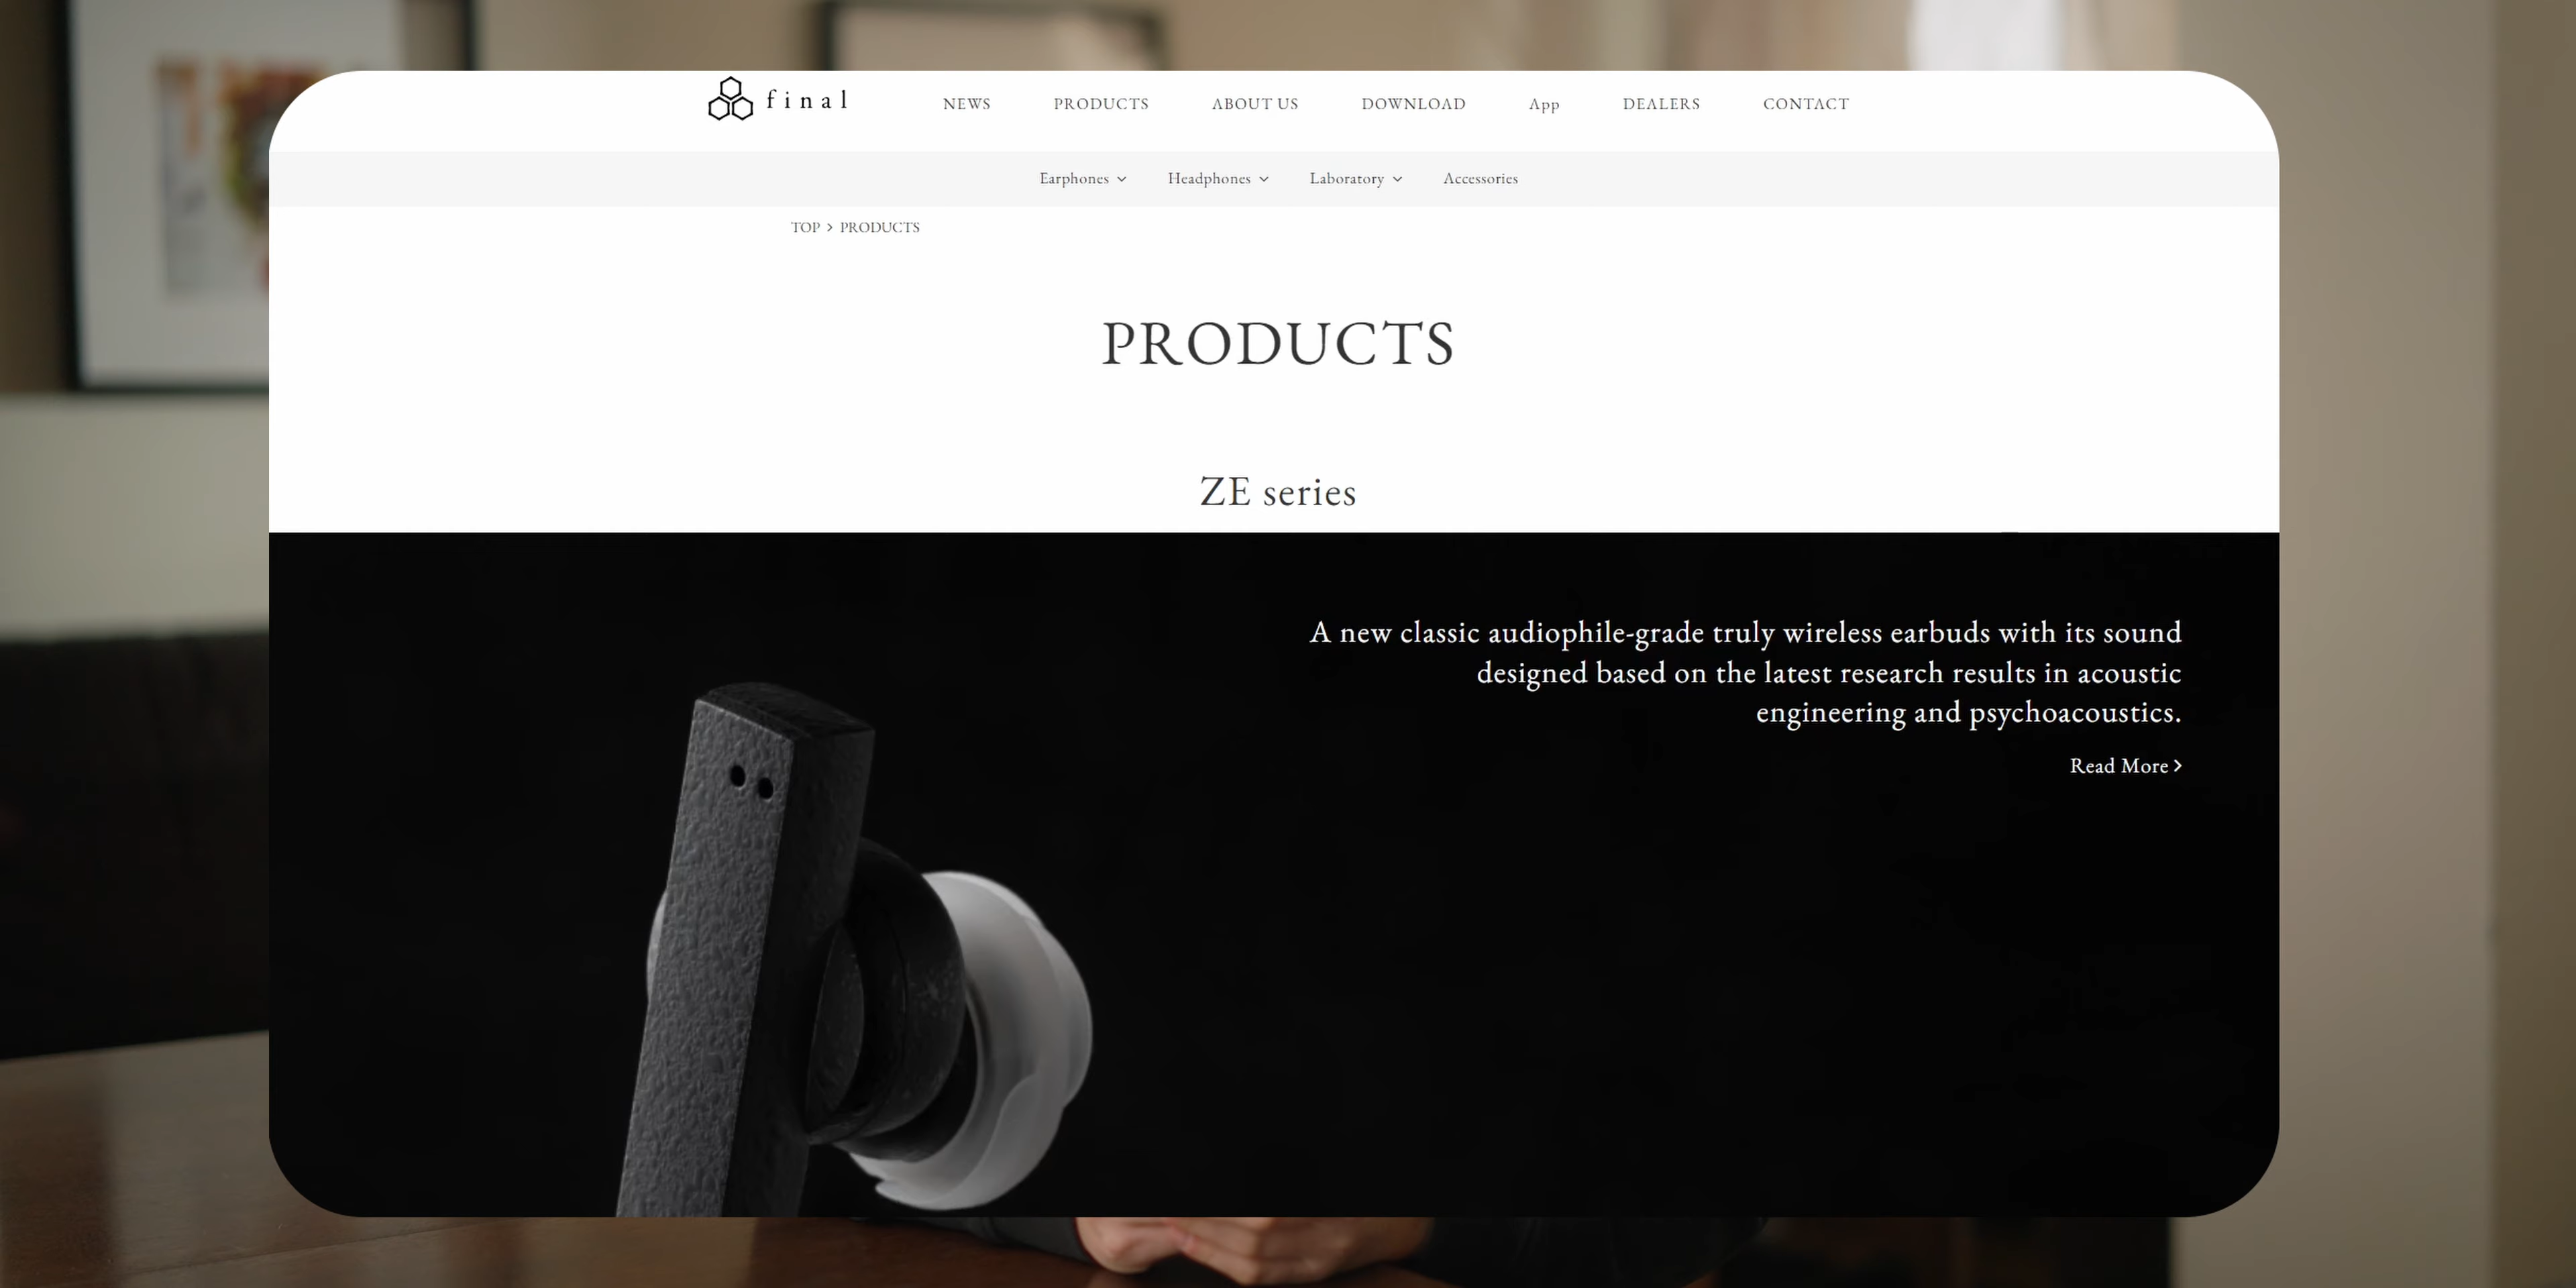 final
NEWS PRODUCTS ABOUT US DOWNLOAD App DEALERS CONTACT
Earphones Headphones Laboratory Accessories
TOP > PRODUCTS
PRODUCTS
ZE series
A new classic audiophile-grade truly wireless earbuds with its sound
designed based on the latest research results in acoustic
engineering and psychoacoustics.
Read More >